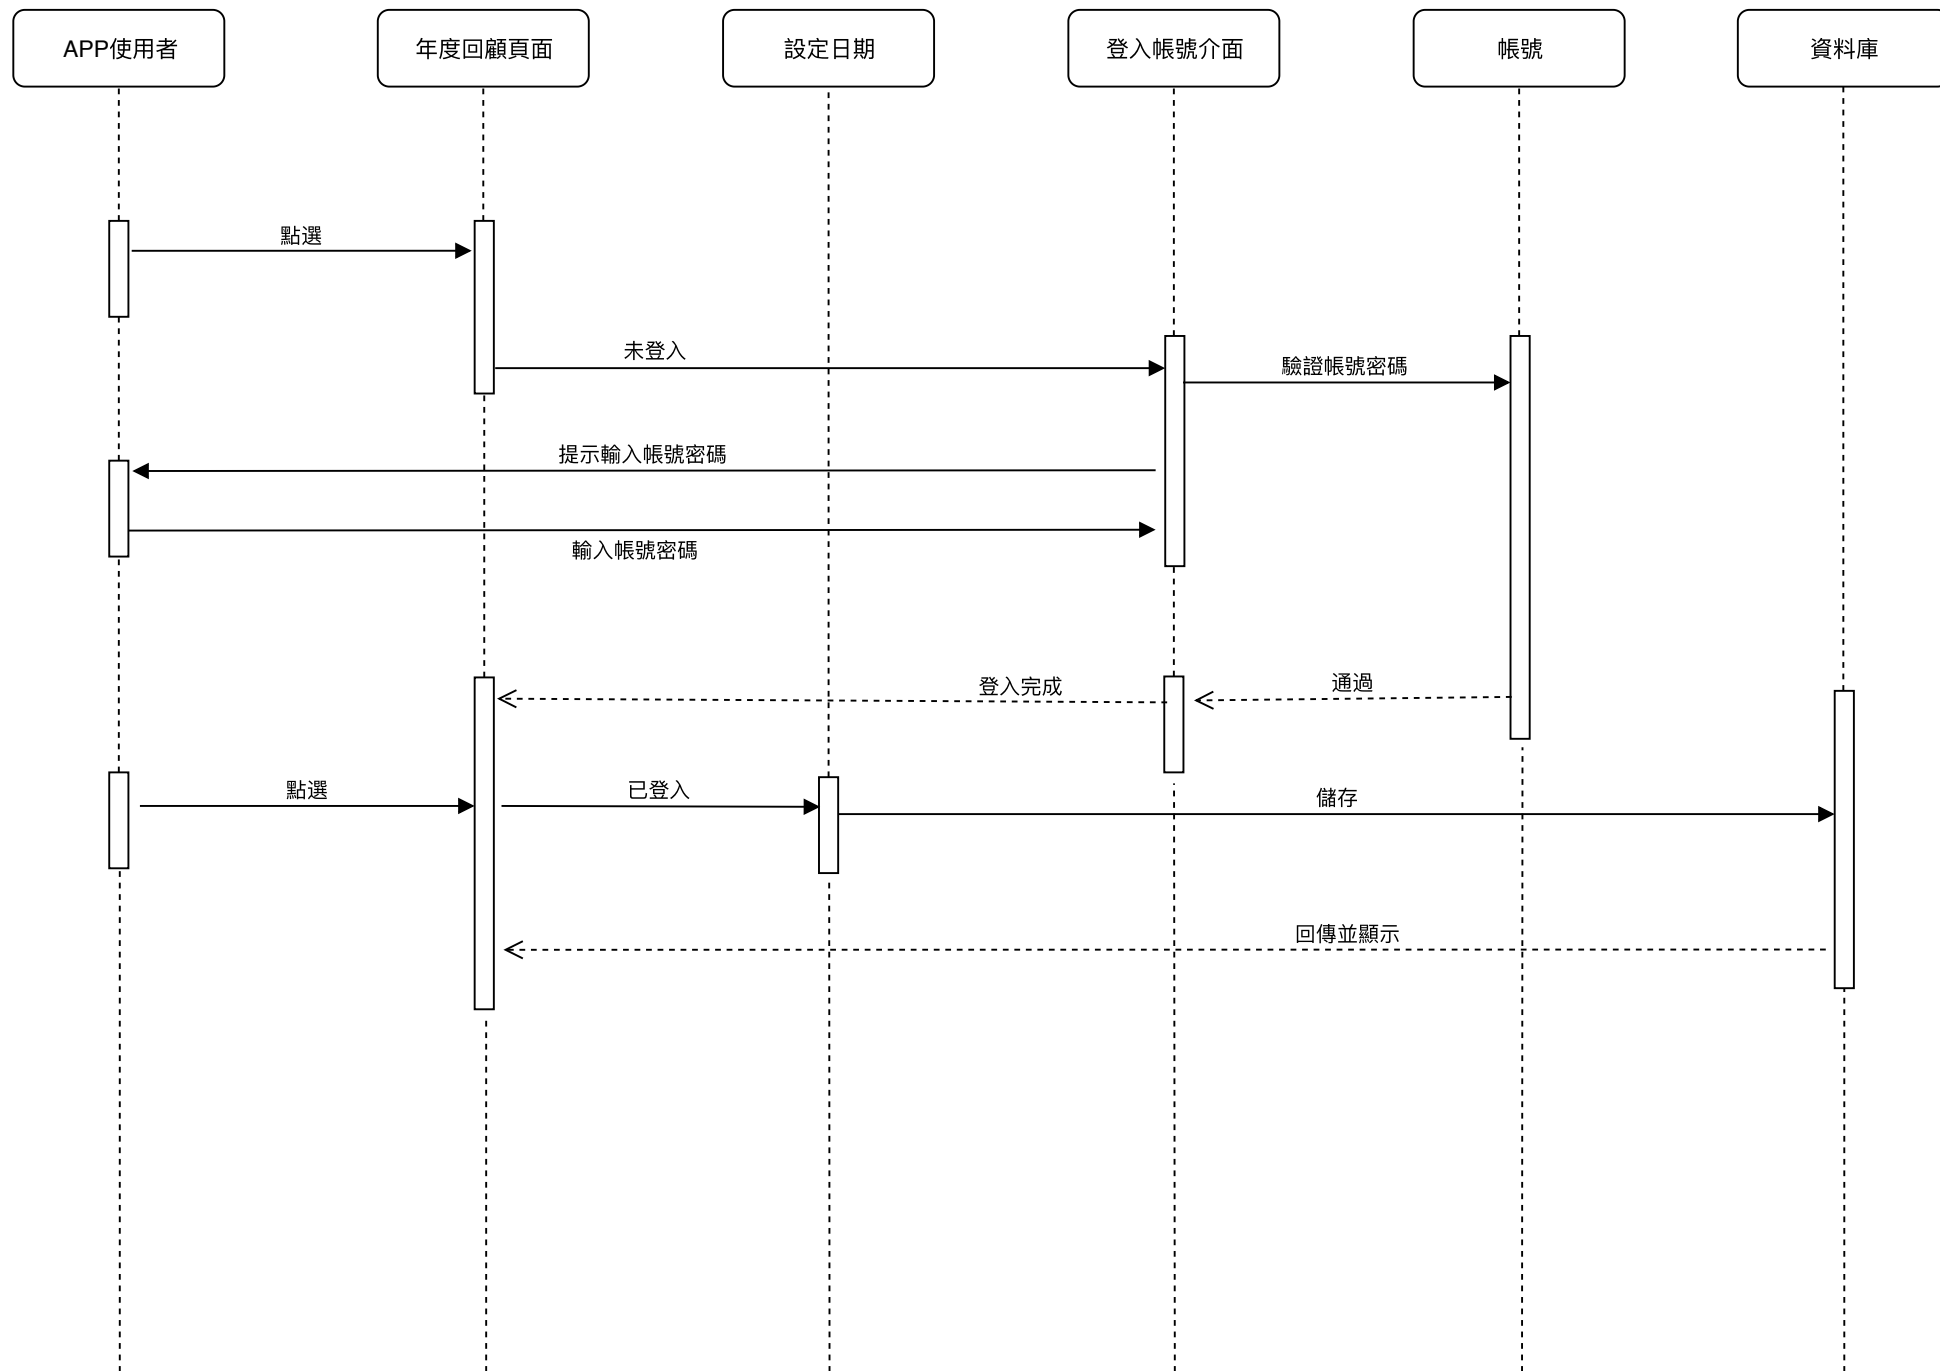 APP使用者
年度回顧頁面
設定日期
登入帳號介面
帳號
資料庫
點選
未登入
驗證帳號密碼
提示輸入帳號密碼
輸入帳號密碼
登入完成
通過
點選
已登入
儲存
回傳並顯示